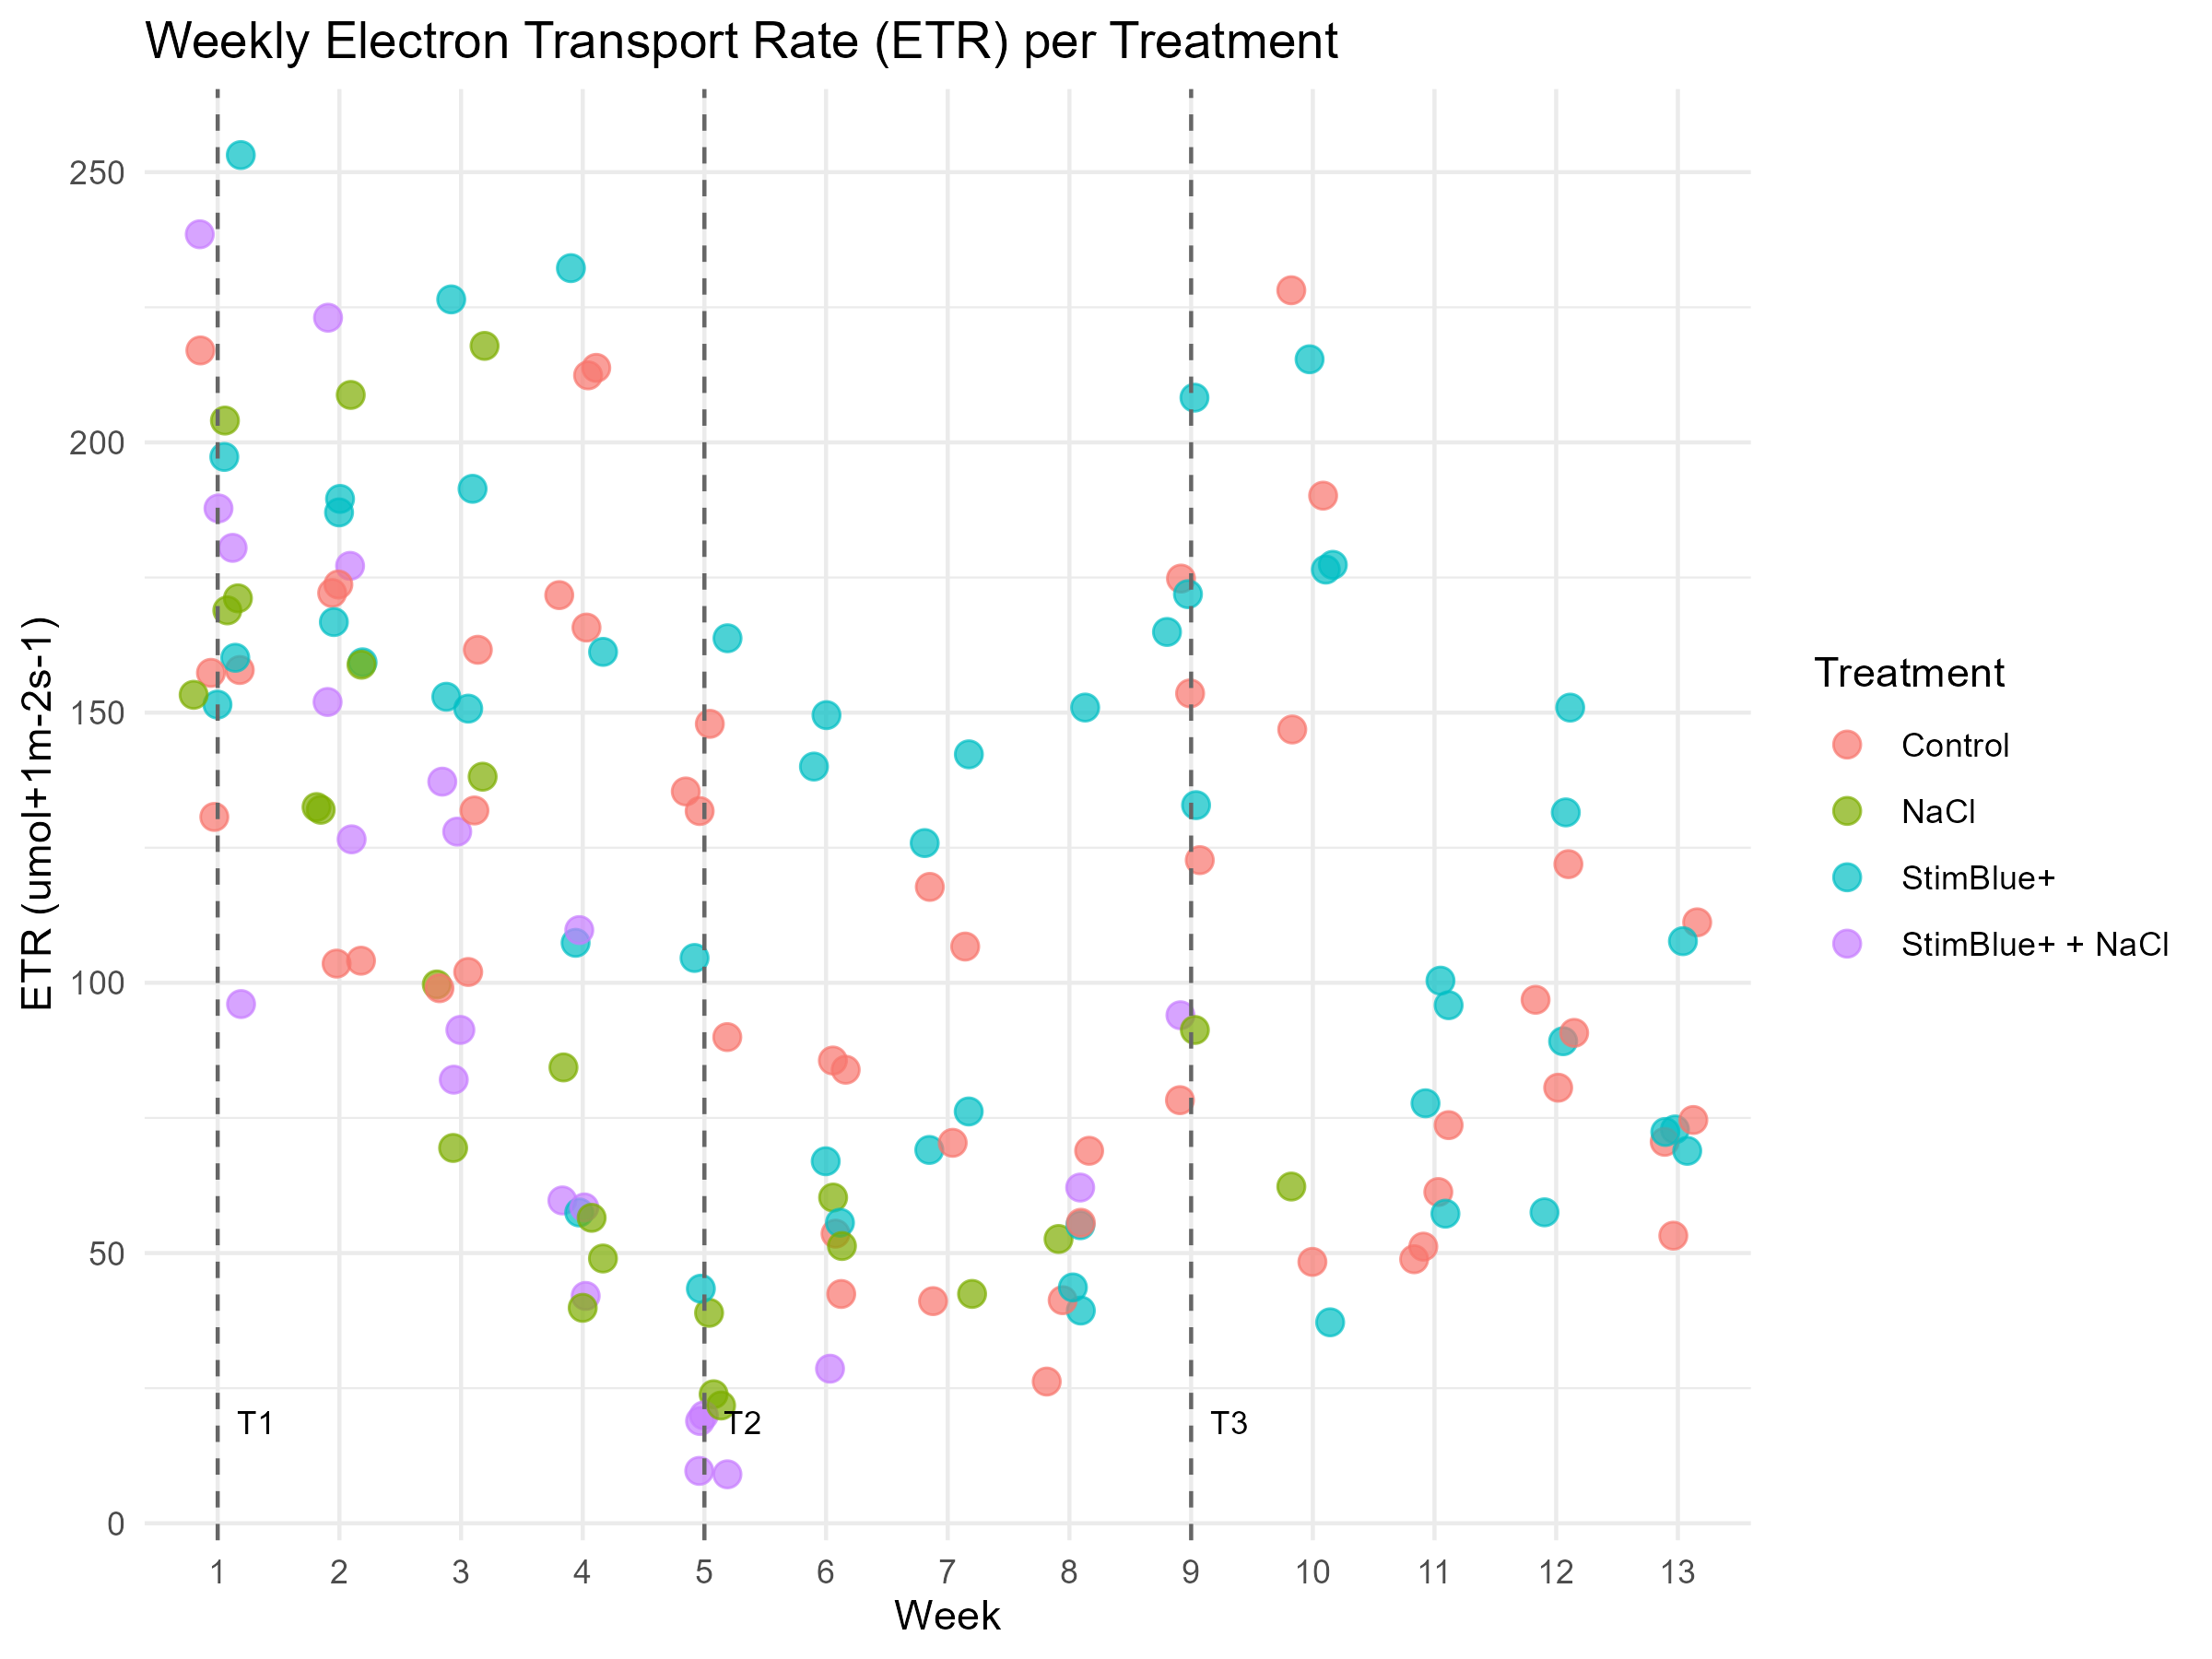 Weekly Electron Transport Rate (ETR) per Treatment
ETR (umol+1m-2s-1)
250
200
150
100
50
0
T1
T2
T3
1 2 3 4 5 6 7 8 9 10 11 12 13
Week
Treatment
Control
NaCl
StimBlue+
StimBlue+ + NaCl